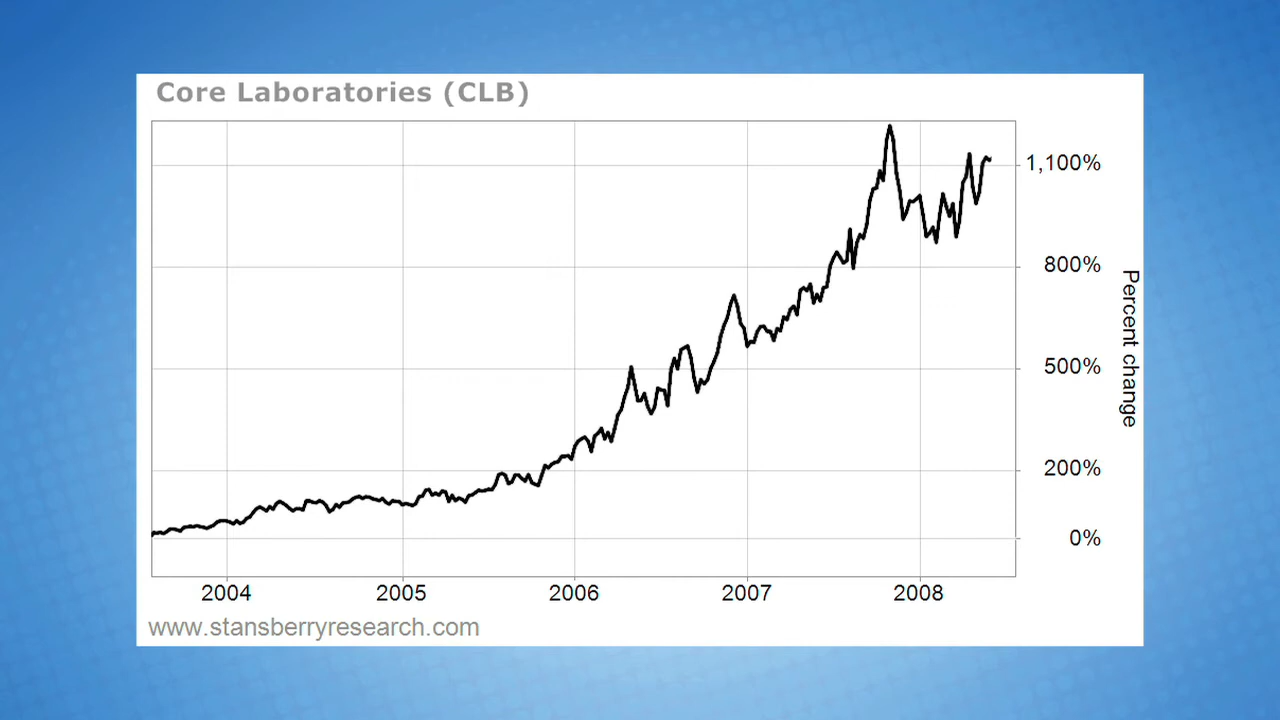 Core Laboratories (CLB)
1,100%
800%
500%
200%
0%
Percent change
2004 2005 2006 2007 2008
www.stansberryresearch.com